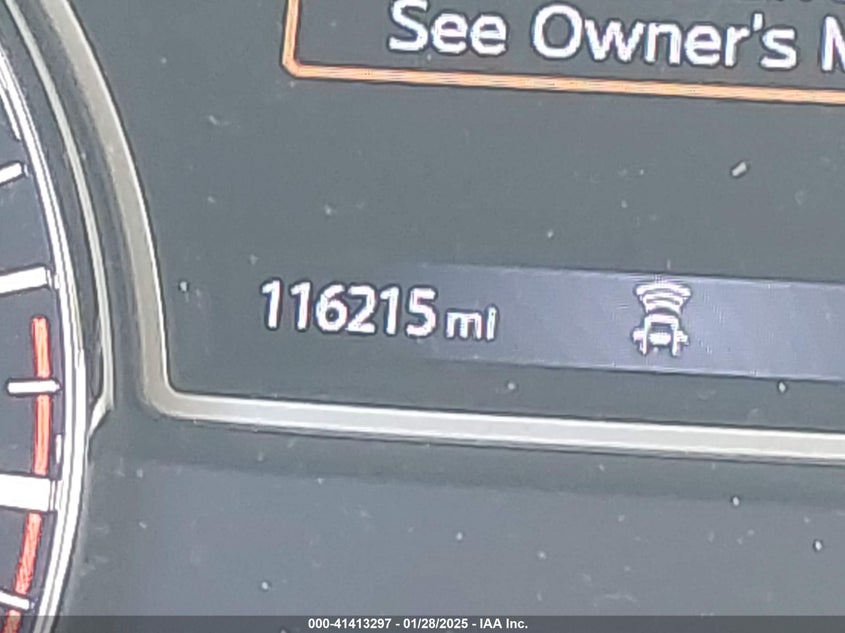 See Owner's
116215 mi
000-41413297 - 01/28/2025 - IAA Inc.